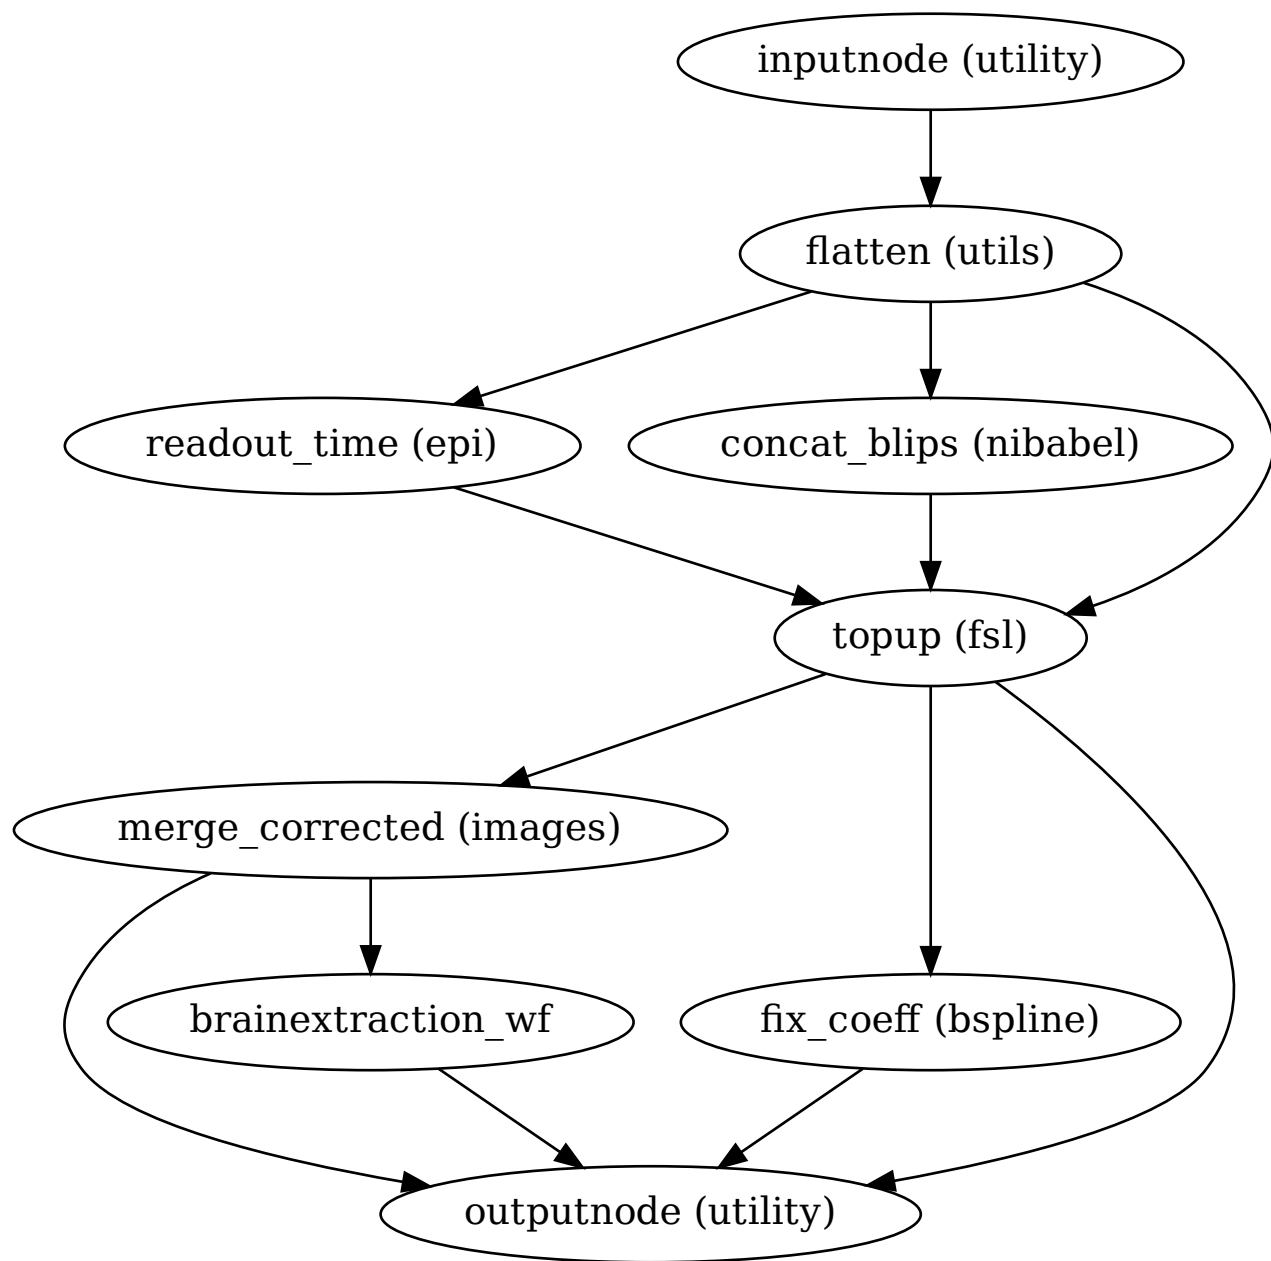 inputnode (utility)
flatten (utils)
readout_time (epi)
concat_blips (nibabel)
topup (fsl)
merge_corrected (images)
brainextraction_wf
fix_coeff (bspline)
outputnode (utility)